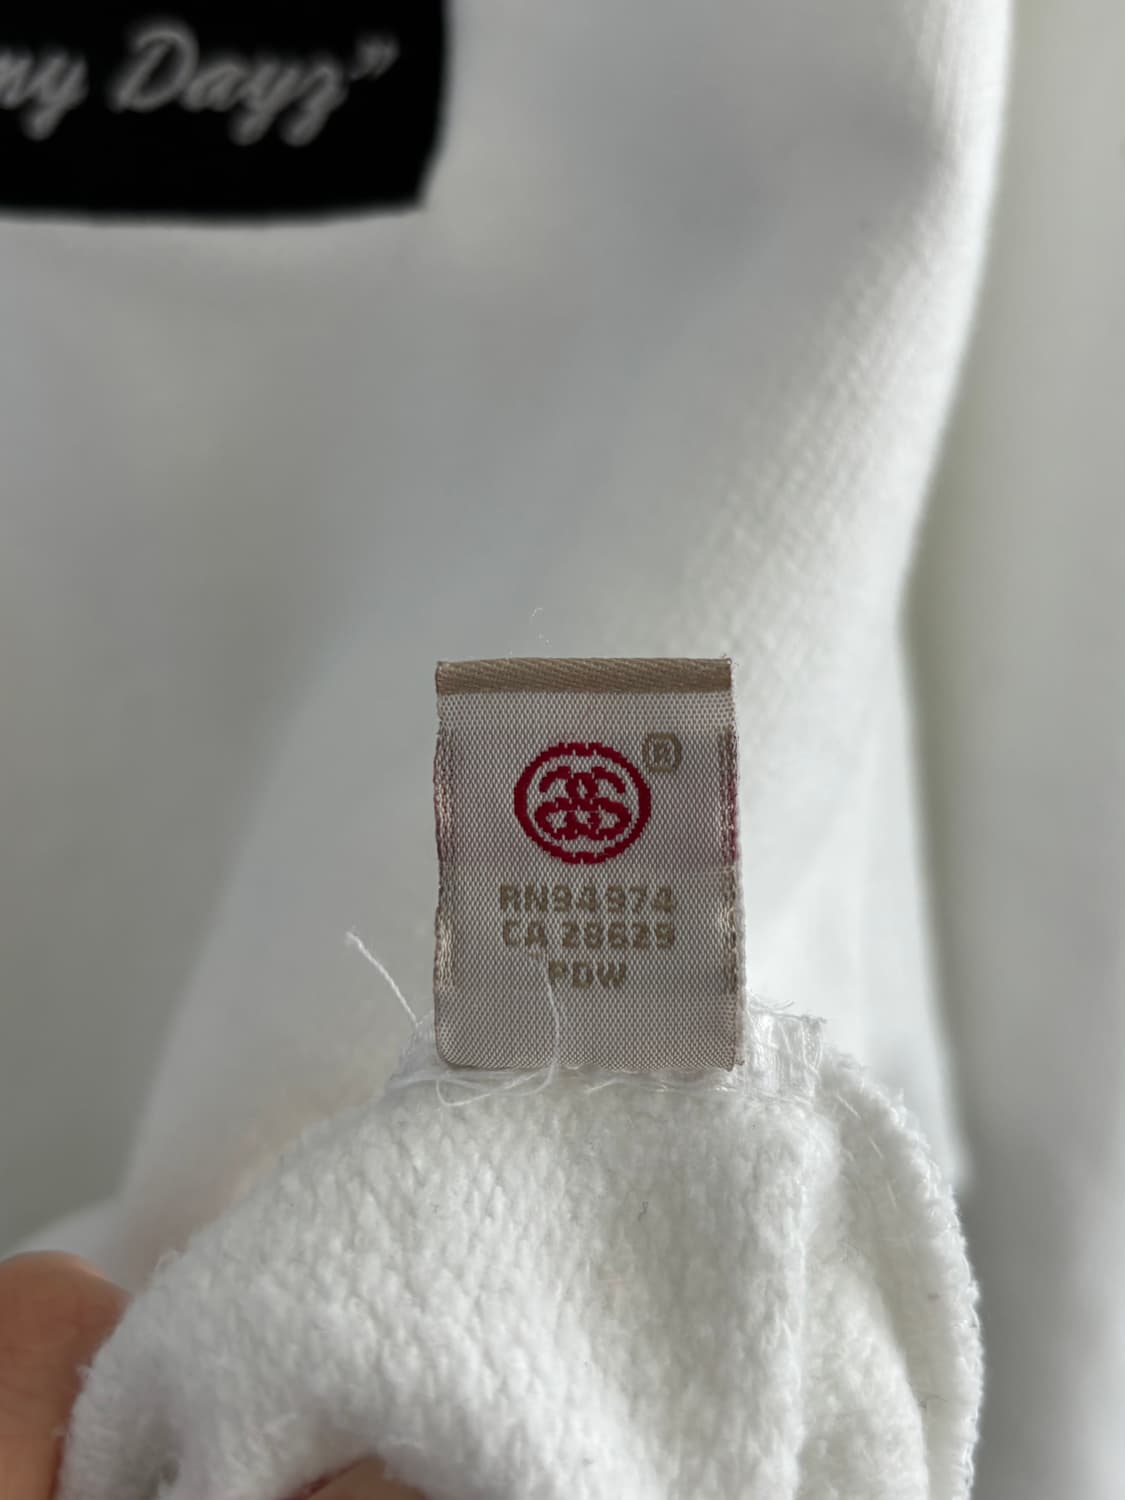 ny Dayz”
®
RN94974
CA 28629
PDW